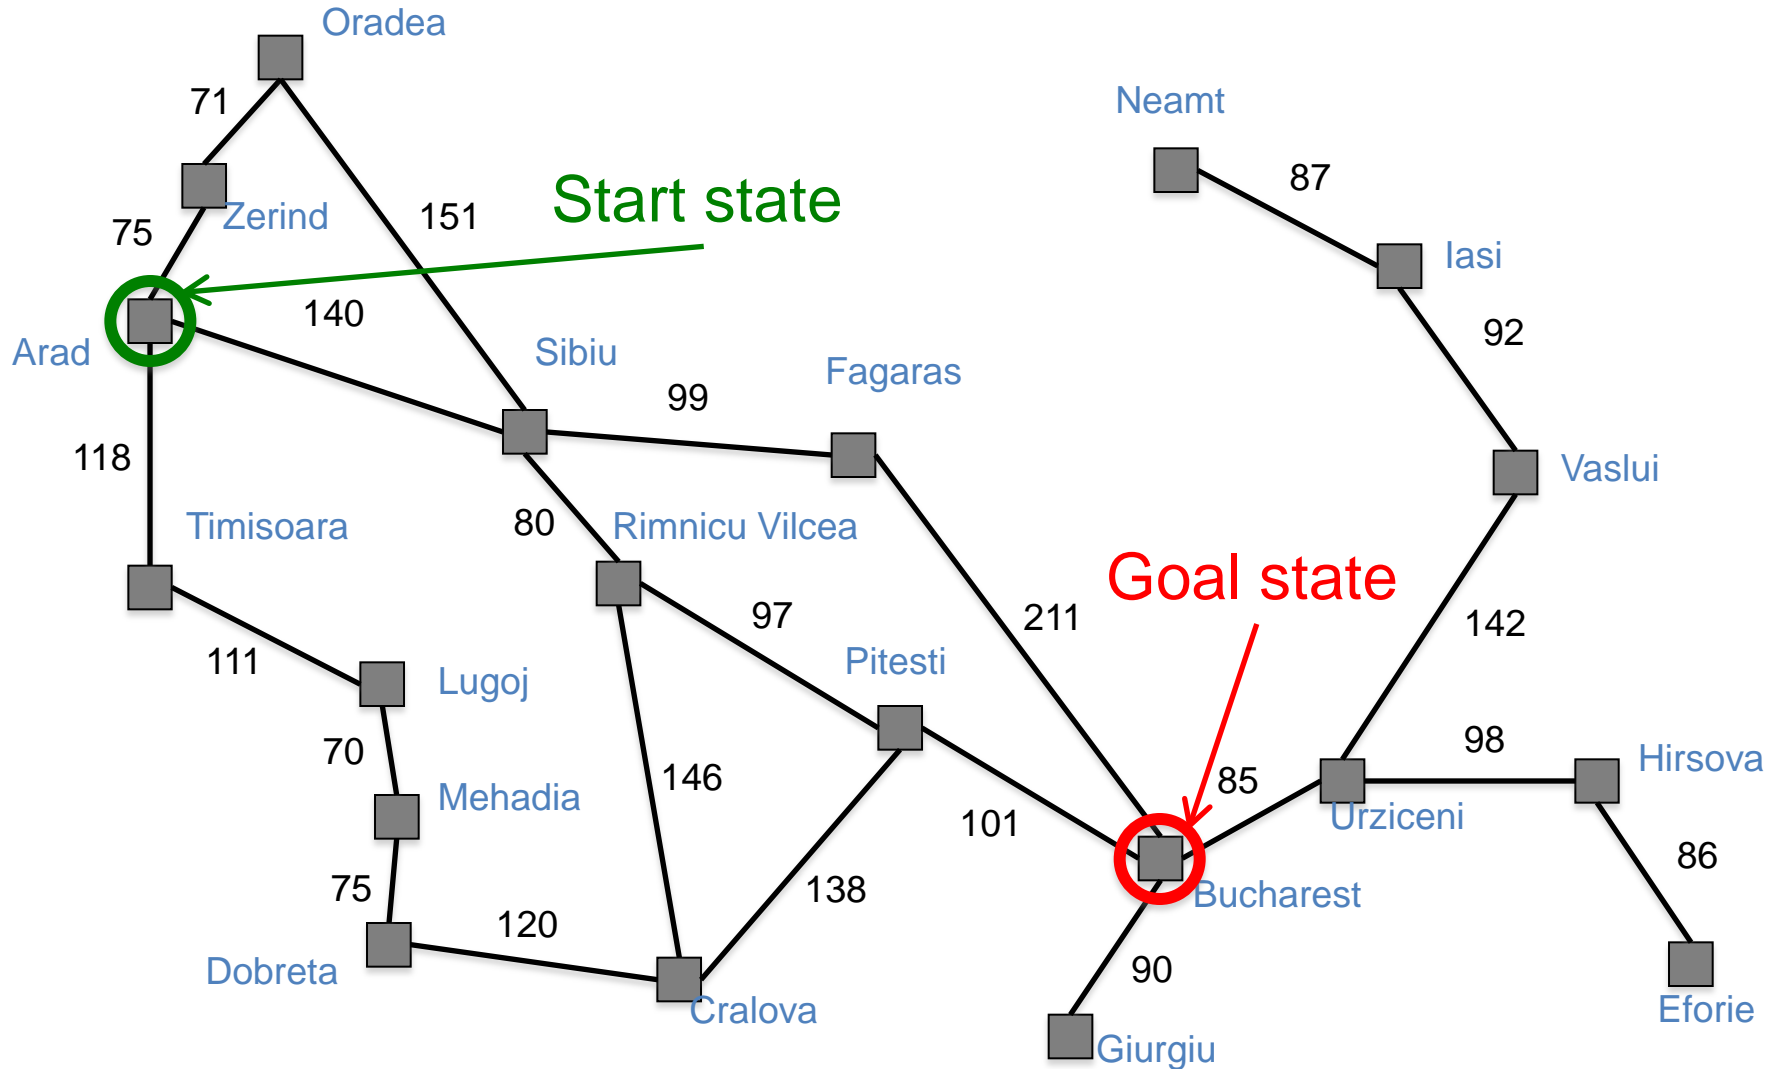 Oradea
71
Neamt
87
Start state
Zerind
151
75
Iasi
140
92
Arad
Sibiu
Fagaras
99
118
Vaslui
Timisoara
80
Rimnicu Vilcea
Goal state
97
211
142
111
Pitesti
Lugoj
70
146
85
98
Hirsova
Mehadia
101
Urziceni
86
75
138
Bucharest
120
Dobreta
90
Cralova
Eforie
Giurgiu